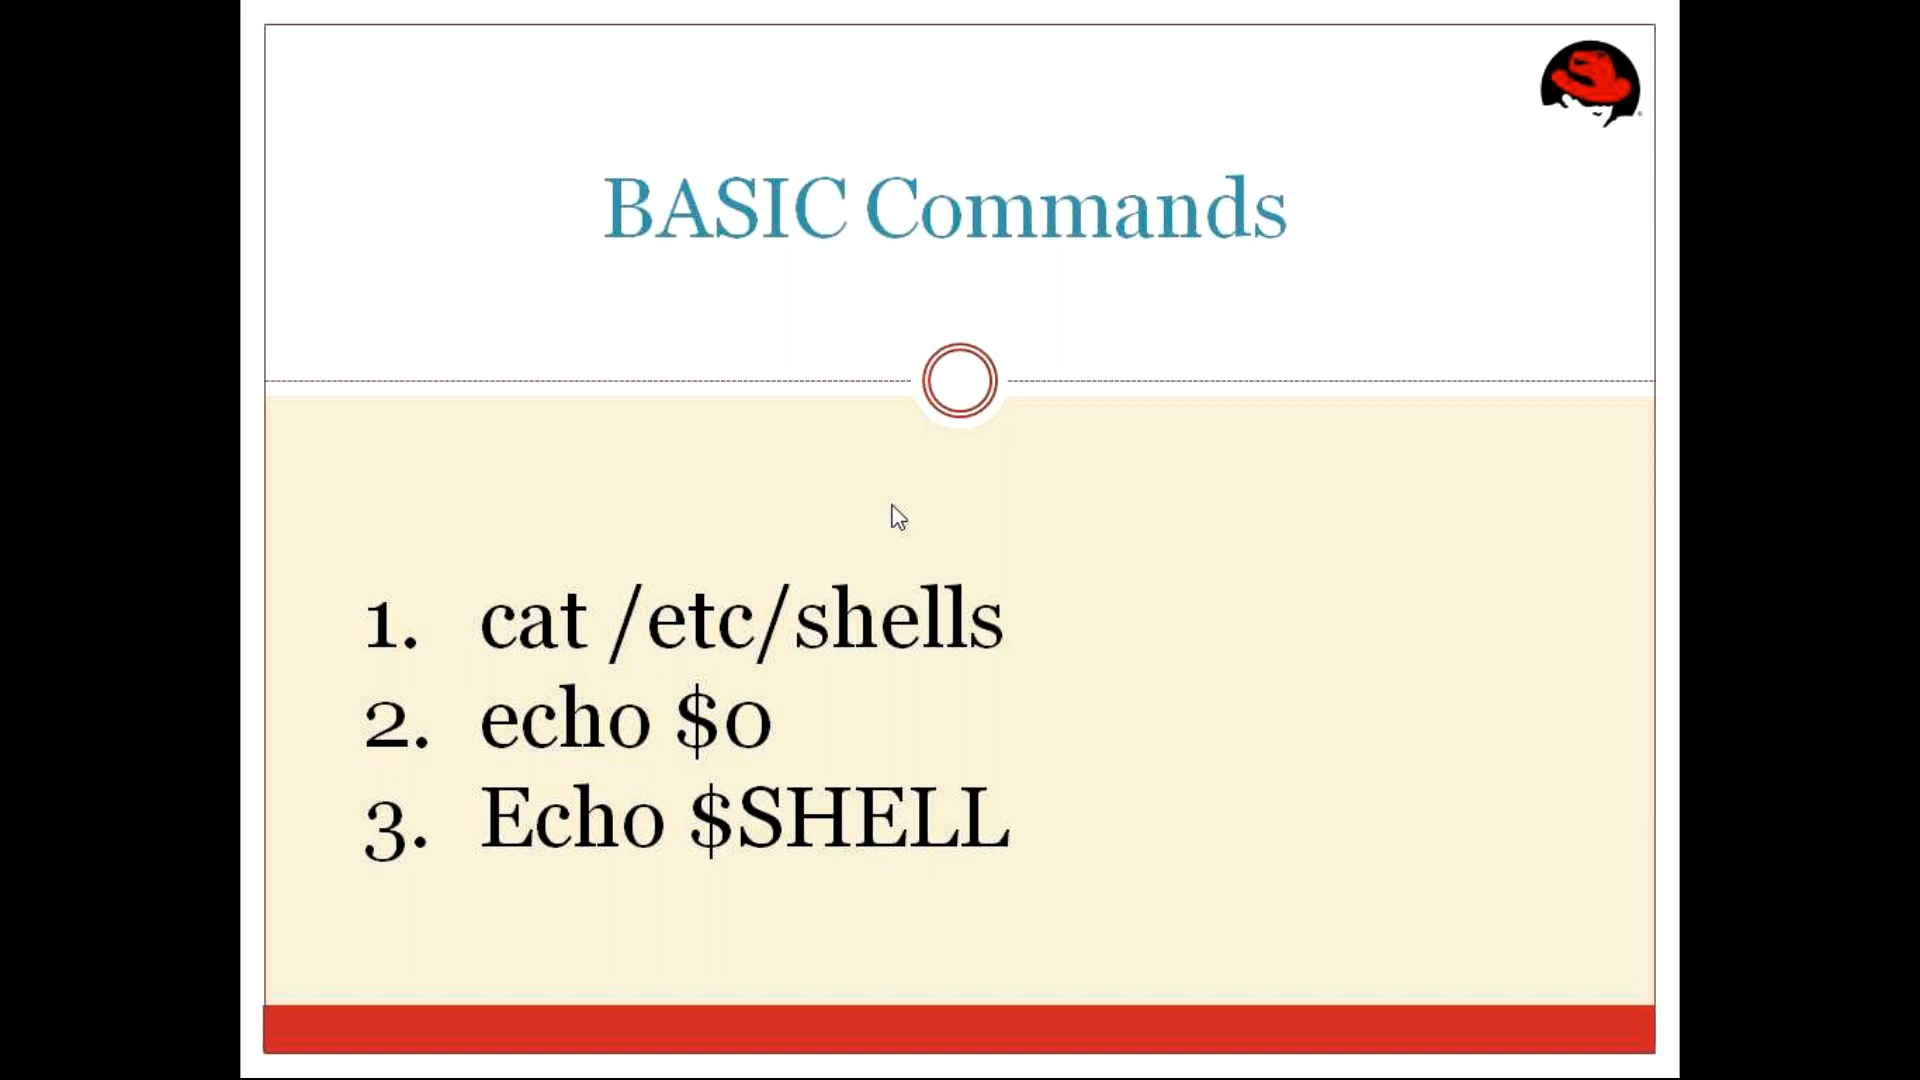 BASIC Commands
1. cat /etc/shells
2. echo $0
3. Echo $SHELL